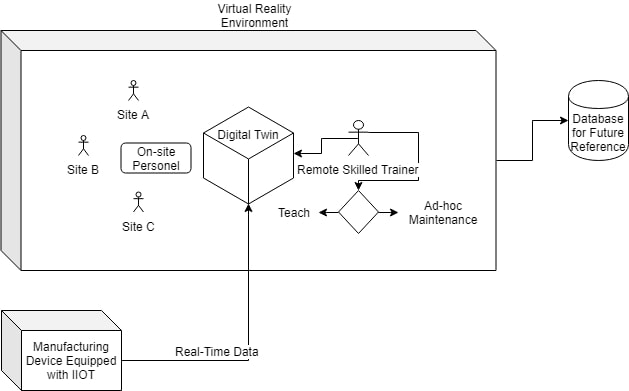 Virtual Reality
Environment
Site A
Site B
Site C
On-site
Personel
Digital Twin
Remote Skilled Trainer
Teach
Ad-hoc
Maintenance
Database
for Future
Reference
Manufacturing
Device Equipped
with IIOT
Real-Time Data